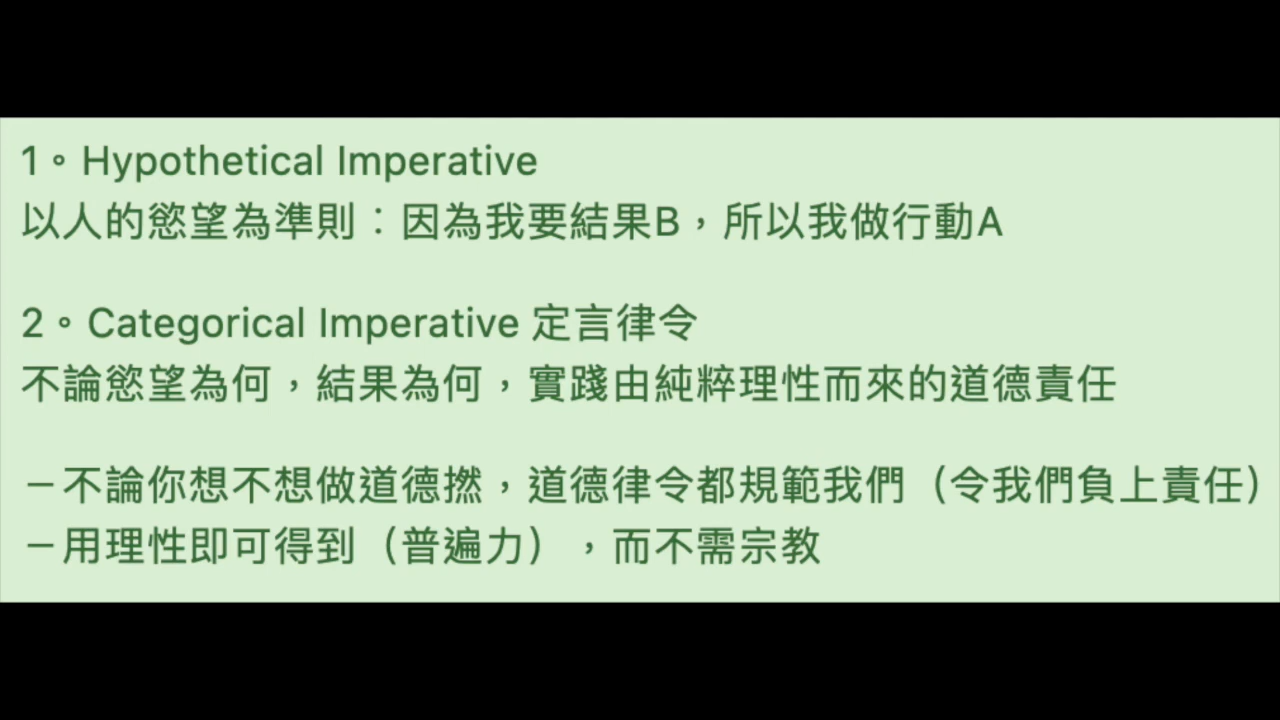 1。Hypothetical Imperative
以人的慾望為準則：因為我要結果B，所以我做行動A
2。Categorical Imperative 定言律令
不論慾望為何，結果為何，實踐由純粹理性而來的道德責任
－不論你想不想做道德撚，道德律令都規範我們（令我們負上責任）
－用理性即可得到（普遍力），而不需宗教